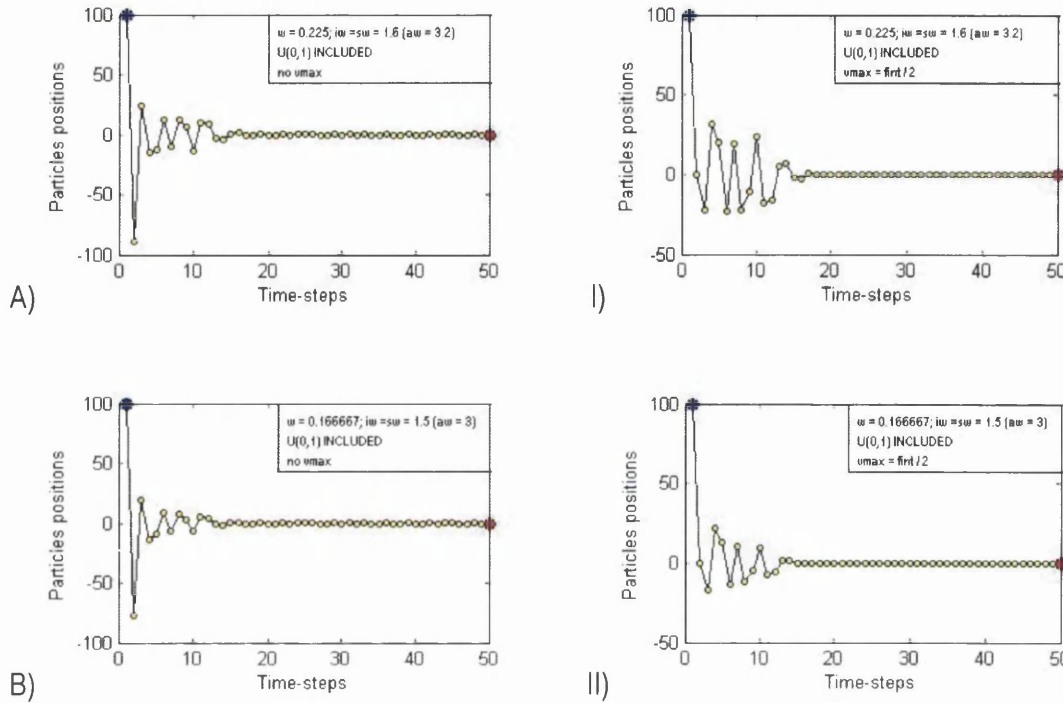 100
50
0
-50
-100
Particles positions
w = 0.225; iw =sw = 1.6 (aw = 3.2)
U(0,1) INCLUDED
no vmax
0 10 20 30 40 50
Time-steps
A)
100
50
0
-50
Particles positions
w = 0.225; iw =sw = 1.6 (aw = 3.2)
U(0,1) INCLUDED
vmax = fint / 2
0 10 20 30 40 50
Time-steps
I)
100
50
0
-50
-100
Particles positions
w = 0.166667; iw =sw = 1.5 (aw = 3)
U(0,1) INCLUDED
no vmax
0 10 20 30 40 50
Time-steps
B)
100
50
0
-50
Particles positions
w = 0.166667; iw =sw = 1.5 (aw = 3)
U(0,1) INCLUDED
vmax = fint / 2
0 10 20 30 40 50
Time-steps
II)